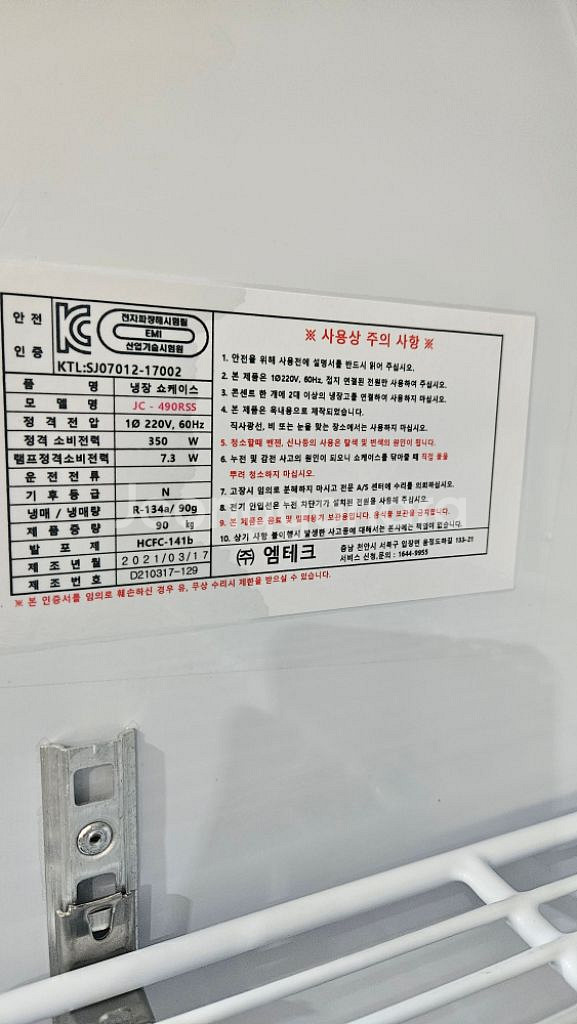 안 전
인 증
전자파장해시험필
EMI
산업기술시험원
KTL:SJ07012-17002
품 명 냉장 쇼케이스
모 델 명 JC - 490RSS
정 격 전 압 1Ø 220V, 60Hz
정격 소비전력 350 W
램프정격소비전력 7.3 W
운 전 전 류
기 후 등 급 N
냉매 / 냉매량 R-134a/ 90g
제 품 중 량 90 kg
발 포 제 HCFC-141b
제 조 년 월 2021/03/17
제 조 번 호 D210317-129
※ 사용상 주의 사항 ※
1. 안전을 위해 사용전에 설명서를 반드시 읽어 주십시오.
2. 본 제품은 1Ø220V, 60Hz, 접지 연결된 전원만 사용하여 주십시오.
3. 콘센트 한 개에 2대 이상의 냉장고를 연결하여 사용하지 마십시오.
4. 본 제품은 옥내용으로 제작되었습니다.
직사광선, 비 또는 눈을 맞는 장소에서는 사용하지 마십시오.
5. 청소할때 벤젠, 신나등의 사용은 탈색 및 변색의 원인이 됩니다.
6. 누전 및 감전 사고의 원인이 되오니 쇼케이스를 닦아줄 때 직접 물을
뿌려 청소하지 마십시오.
7. 고장시 임의로 분해하지 마시고 전문 A/S 센터에 수리를 의뢰하십시오.
8. 전기 안입선은 누전 차단기가 설치된 전원을 사용해 주십시오.
9. 본 제품은 음료 및 밀폐용기 보관용입니다. 음식물 보관을 금지합니다.
10. 상기 사항 불이행시 발생한 사고품에 대해서는 본사에는 책임이 없습니다.
(주) 엠테크
충남 천안시 서북구 입장면 용정도하길 133-21
서비스 신청,문의 : 1644-9955
※ 본 인증서를 임의로 훼손하신 경우 유, 무상 수리시 제한을 받으실 수 있습니다.